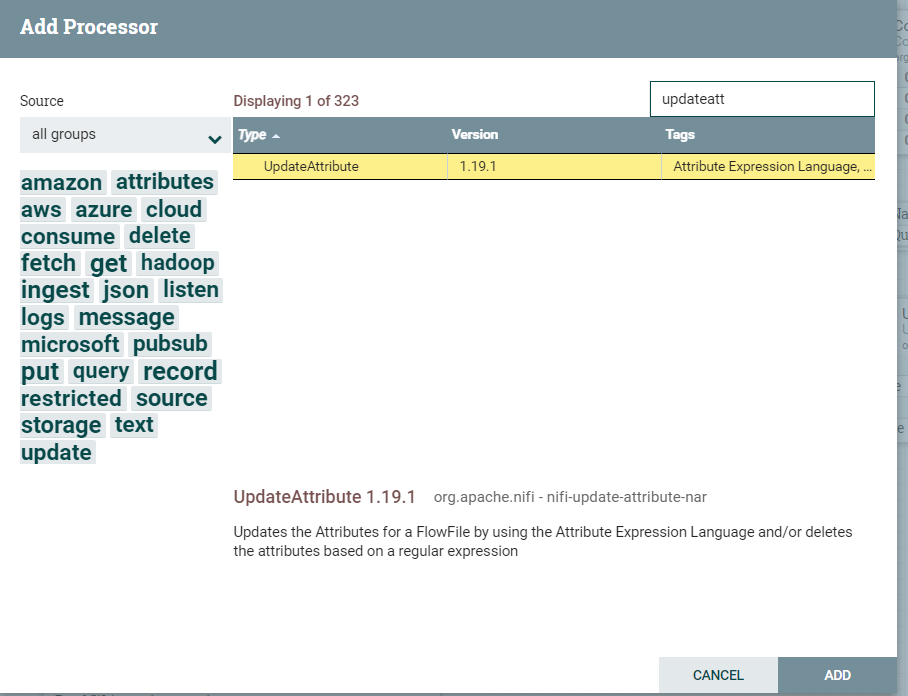 Add Processor
Source
Displaying 1 of 323
updateatt
all groups
Type Version Tags
UpdateAttribute 1.19.1 Attribute Expression Language, ...
amazon attributes
aws azure cloud
consume delete
fetch get hadoop
ingest json listen
logs message
microsoft pubsub
put query record
restricted source
storage text
update
UpdateAttribute 1.19.1 org.apache.nifi - nifi-update-attribute-nar
Updates the Attributes for a FlowFile by using the Attribute Expression Language and/or deletes
the attributes based on a regular expression
CANCEL ADD